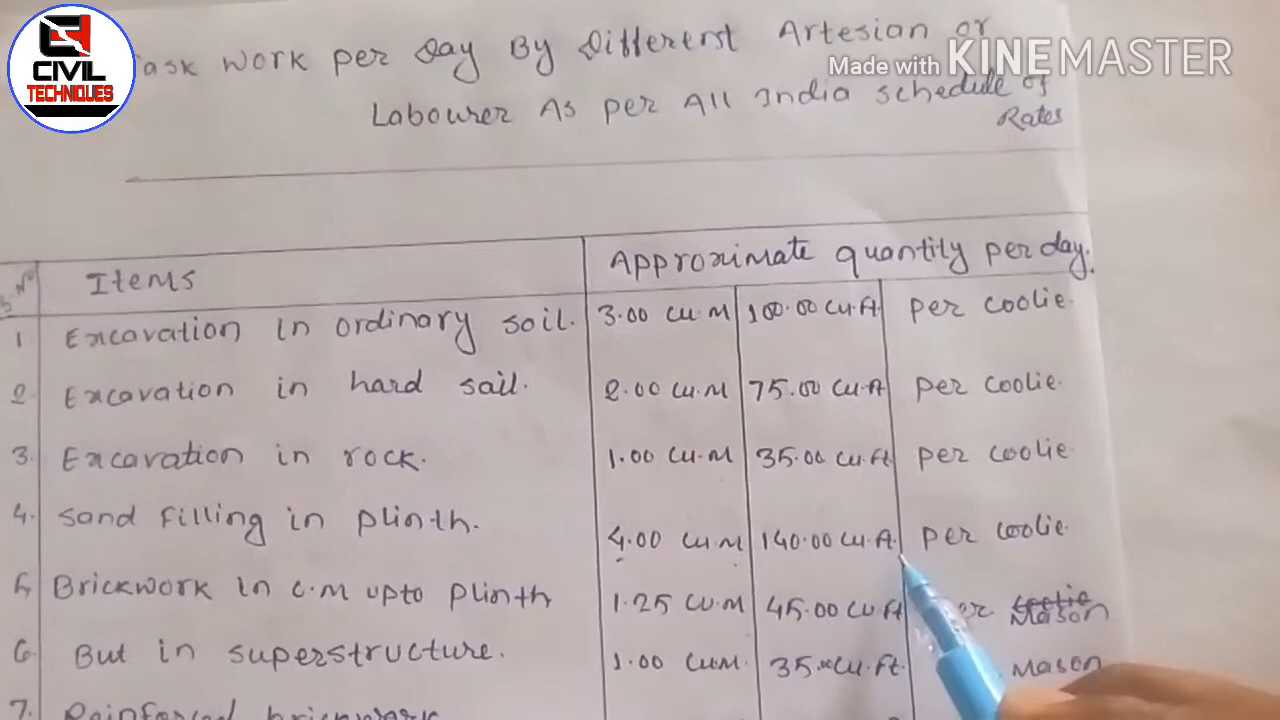 CIVIL
TECHNIQUES
Made with KINEMASTER
Task work per day By Different Artesian or
Labourer As per All India schedule of
Rates
S.N Items Approximate quantity per day.
1. Excavation in ordinary soil. 3.00 cu.M 100.00 cu.ft per coolie.
2. Excavation in hard sail. 2.00 cu.M 75.00 cu.ft per coolie.
3. Excavation in rock. 1.00 cu.M 35.00 cu.ft per coolie.
4. Sand filling in plinth. 4.00 cu.M 140.00 cu.ft. per coolie.
5. Brickwork in c.m upto plinth 1.25 cu.M 45.00 cu.ft Mason
6. But in superstructure. 1.00 cum. 35.00 cu.ft. Mason
7. Reinforced brickwork